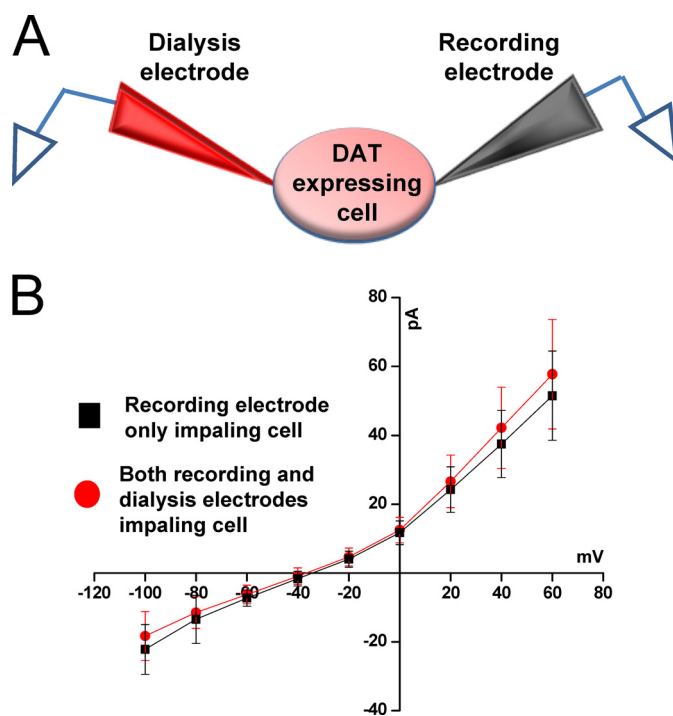 A
Dialysis
electrode
Recording
electrode
DAT
expressing
cell
B
Recording electrode
only impaling cell
Both recording and
dialysis electrodes
impaling cell
pA
80
60
40
20
-20
-40
mV
-120 -100 -80 -60 -40 -20 20 40 60 80